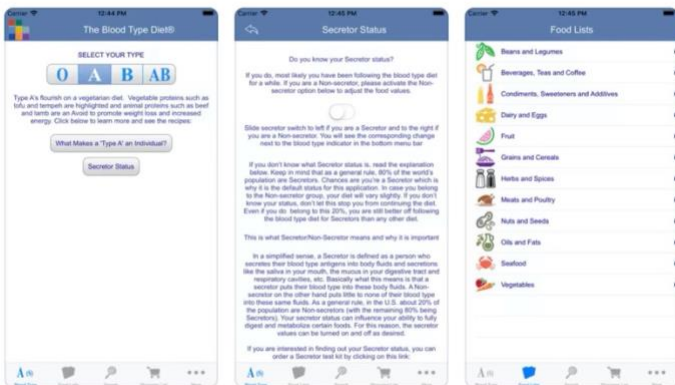 Carrier 12:44 PM
The Blood Type Diet®
SELECT YOUR TYPE
O A B AB
Type A's flourish on a vegetarian diet. Vegetable proteins such as
tofu and tempeh are highlighted and animal proteins such as beef
and lamb are an Avoid to promote weight loss and increased
energy. Click below to learn more and see the recipes:
What Makes a 'Type A' an Individual?
Secretor Status
A (S)
Carrier 12:45 PM
Secretor Status
Do you know your Secretor status?
If you do, most likely you have been following the blood type diet
for a while. If you are a Non-secretor, please activate the Non-
secretor option below to adjust the food values.
Slide secretor switch to left if you are a Secretor and to the right if
you are a Non-secretor. You will see the corresponding change
next to the blood type indicator in the bottom menu bar
If you don't know what Secretor status is, read the explanation
below. Keep in mind that as a general rule, 80% of the world's
population are Secretors. Chances are you're a Secretor which is
why it is the default status for this application. In case you belong
to the Non-secretor group, your diet will vary slightly. If you don't
know your status, don't let this stop you from continuing the diet.
Even if you do belong to this 20%, you are still better off following
the blood type diet for Secretors than any other diet.
This is what Secretor/Non-Secretor means and why it is important
In a simplified sense, a Secretor is defined as a person who
secretes their blood type antigens into body fluids and secretions
like the saliva in your mouth, the mucus in your digestive tract and
respiratory cavities, etc. Basically what this means is that a
secretor puts their blood type into these body fluids. A Non-
secretor on the other hand puts little to none of their blood type
into these same fluids. As a general rule, in the U.S. about 20% of
the population are Non-secretors (with the remaining 80% being
Secretors). Your secretor status can influence your ability to fully
digest and metabolize certain foods. For this reason, the secretor
values can be turned on and off as desired.
If you are interested in finding out your Secretor status, you can
order a Secretor test kit by clicking on this link:
A (S)
Carrier 12:45 PM
Food Lists
Beans and Legumes
Beverages, Teas and Coffee
Condiments, Sweeteners and Additives
Dairy and Eggs
Fruit
Grains and Cereals
Herbs and Spices
Meats and Poultry
Nuts and Seeds
Oils and Fats
Seafood
Vegetables
A (S)